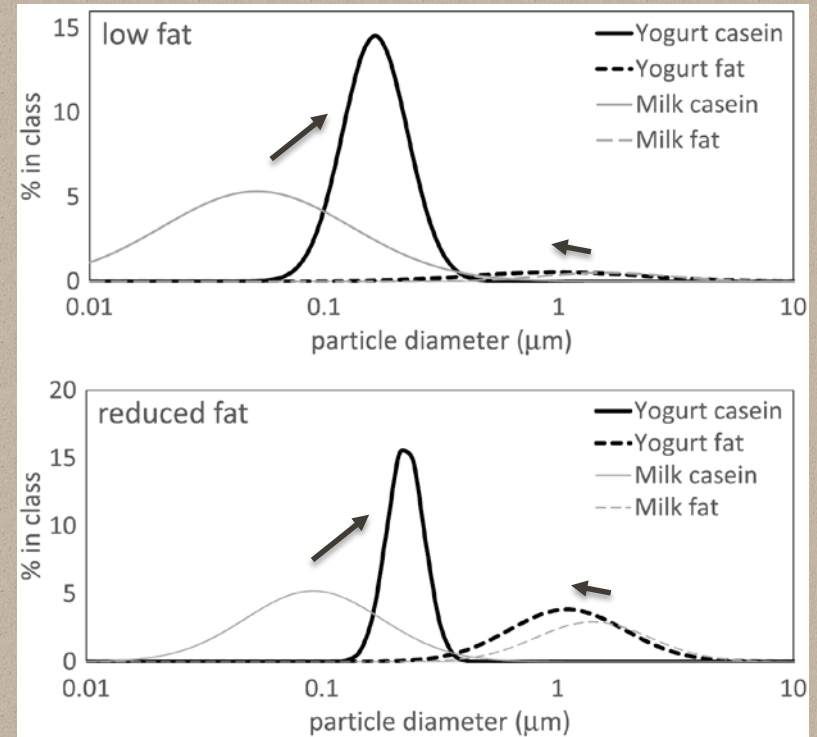 low fat
Yogurt casein
Yogurt fat
Milk casein
Milk fat
% in class
15
10
5
0
0.01 0.1 1 10
particle diameter (μm)
reduced fat
Yogurt casein
Yogurt fat
Milk casein
Milk fat
% in class
20
15
10
5
0
0.01 0.1 1 10
particle diameter (μm)